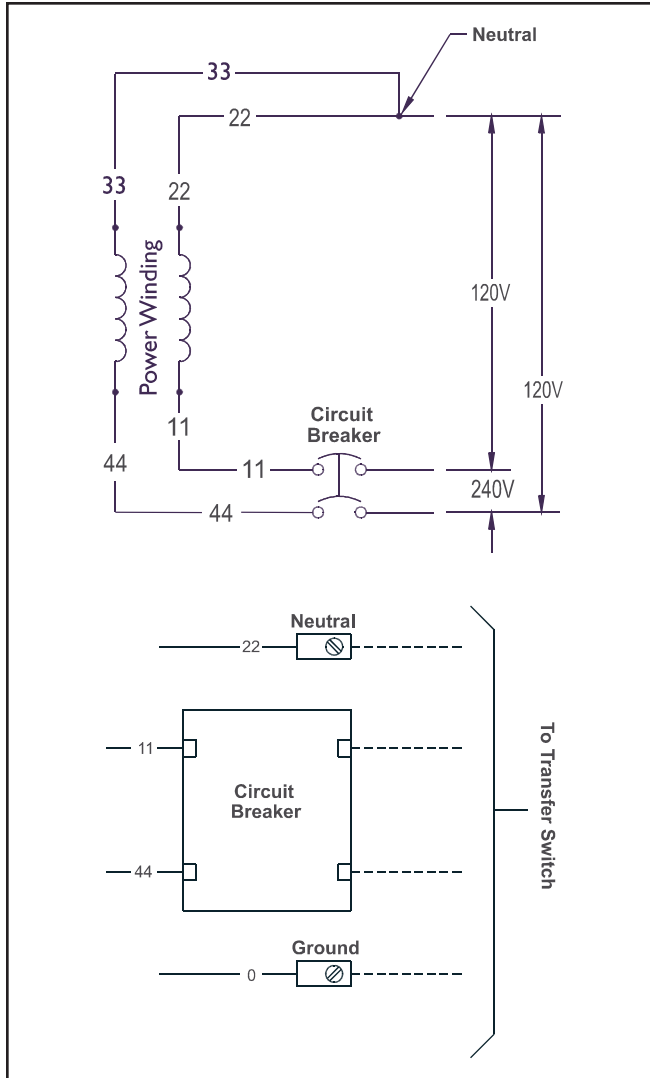 Neutral
33
22
33
22
Power Winding
120V
120V
Circuit
Breaker
11
44
11
240V
44
Neutral
22
11
Circuit
Breaker
44
To Transfer Switch
Ground
0